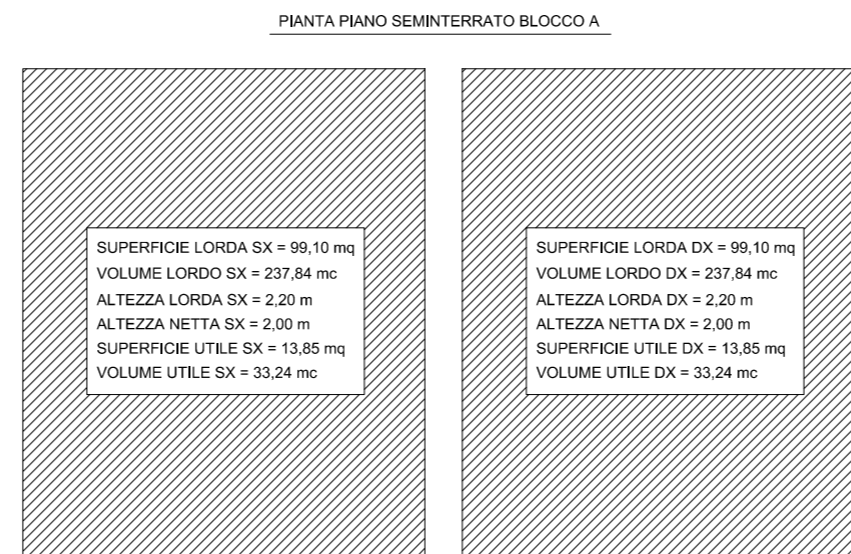 PIANTA PIANO SEMINTERRATO BLOCCO A
SUPERFICIE LORDA SX = 99,10 mq
VOLUME LORDO SX = 237,84 mc
ALTEZZA LORDA SX = 2,20 m
ALTEZZA NETTA SX = 2,00 m
SUPERFICIE UTILE SX = 13,85 mq
VOLUME UTILE SX = 33,24 mc
SUPERFICIE LORDA DX = 99,10 mq
VOLUME LORDO DX = 237,84 mc
ALTEZZA LORDA DX = 2,20 m
ALTEZZA NETTA DX = 2,00 m
SUPERFICIE UTILE DX = 13,85 mq
VOLUME UTILE DX = 33,24 mc